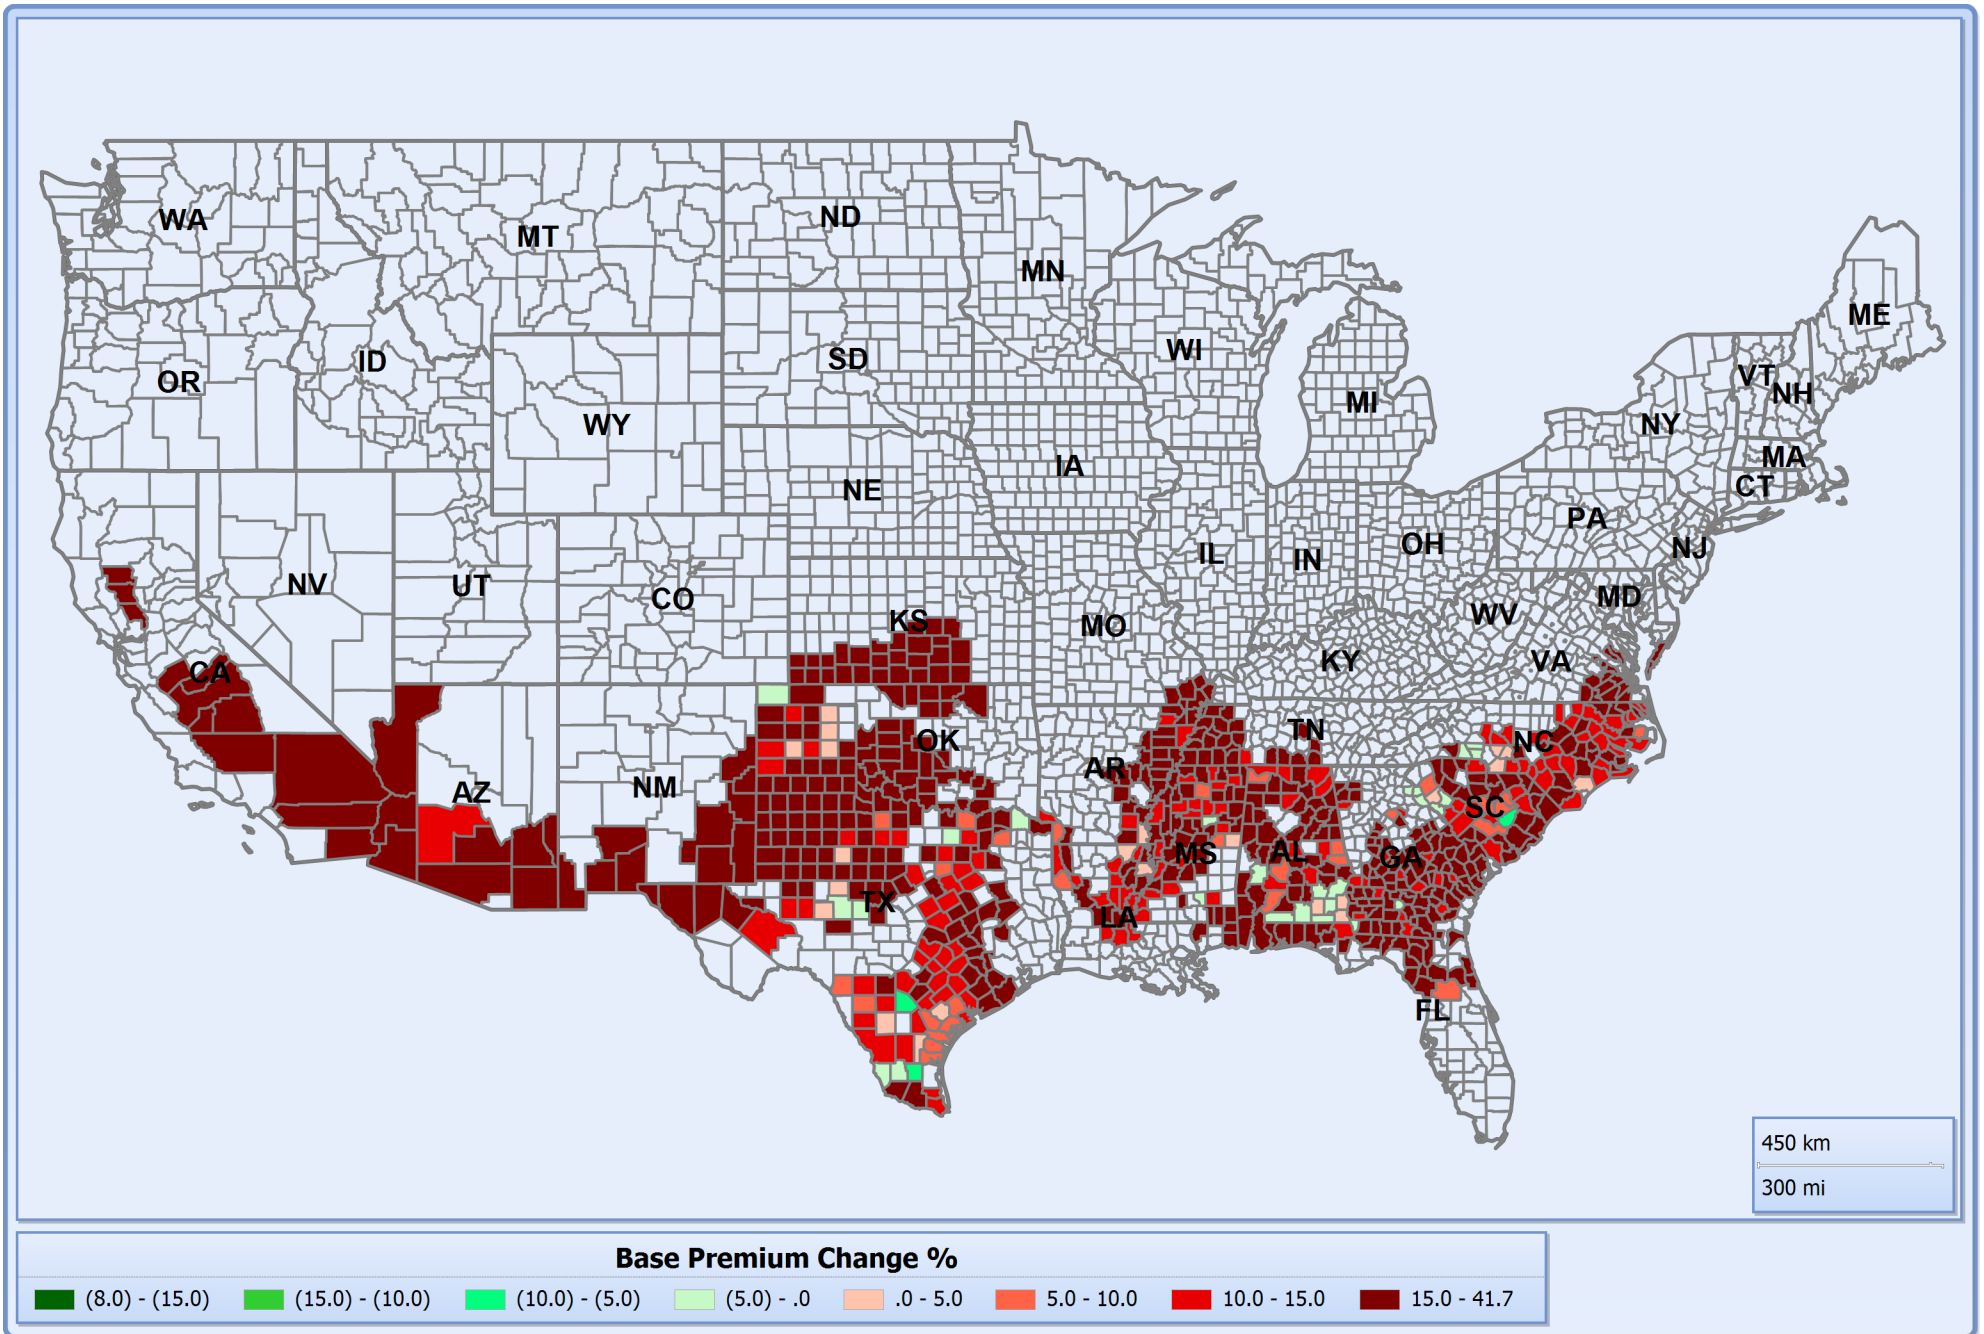 WA
MT
ND
MN
ME
WI
ID
SD
OR
VT
NH
MI
WY
NY
IA
MA
NE
CT
PA
OH
NJ
IL
IN
NV
UT
CO
MD
WV
KS
MO
KY
VA
CA
TN
OK
NC
AR
NM
AZ
SC
MS
AL
GA
TX
LA
FL
450 km
300 mi
Base Premium Change %
(8.0) - (15.0) (15.0) - (10.0) (10.0) - (5.0) (5.0) - .0 .0 - 5.0 5.0 - 10.0 10.0 - 15.0 15.0 - 41.7